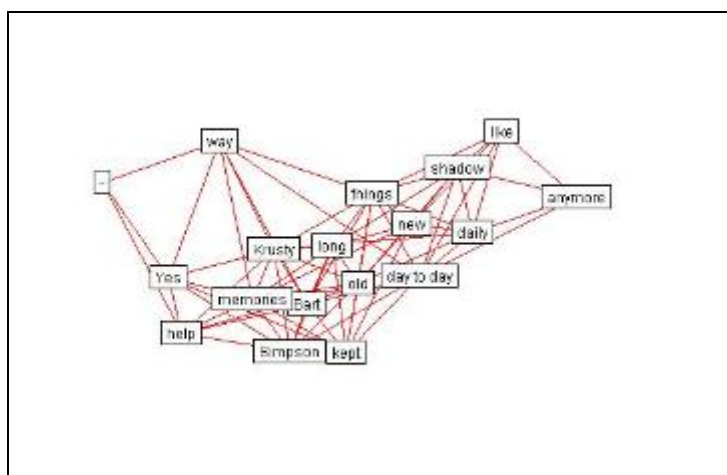 like
way
shadow
things
anymore
new
daily
long
Krusty
day to day
Yes
old
memories
Bart
help
Simpson
kept